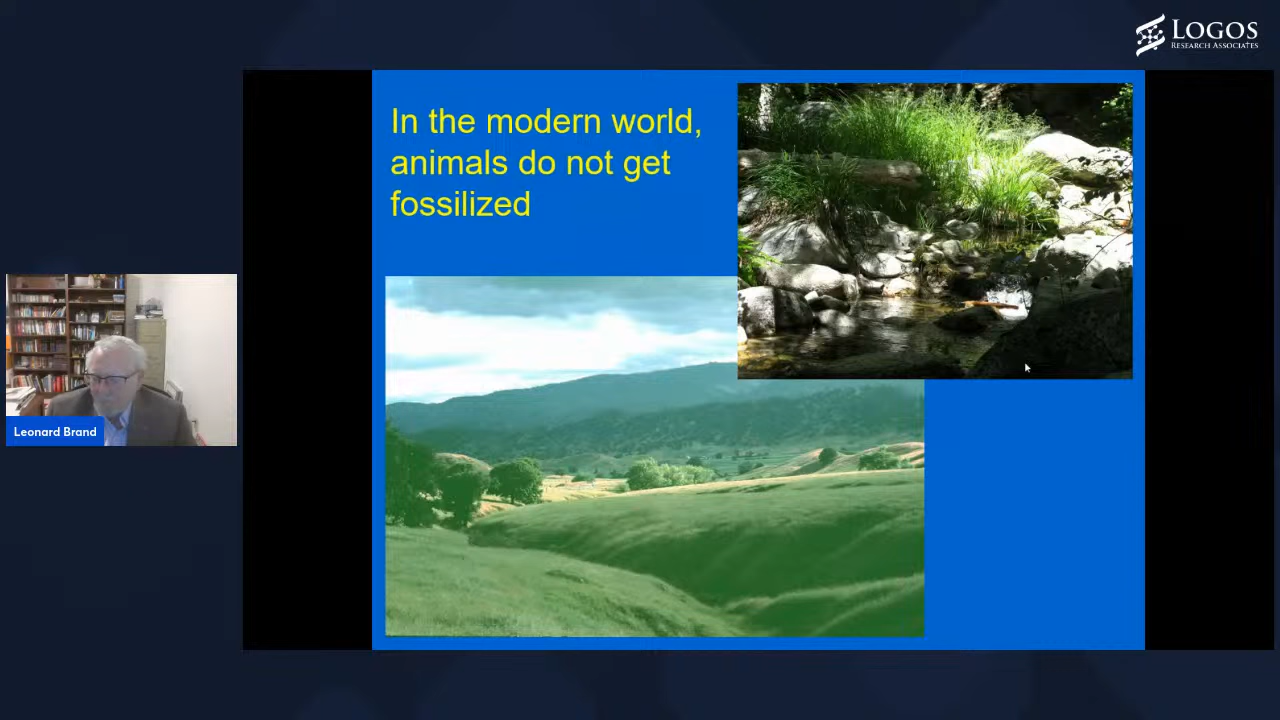 LOGOS
RESEARCH ASSOCIATES
In the modern world,
animals do not get
fossilized
Leonard Brand